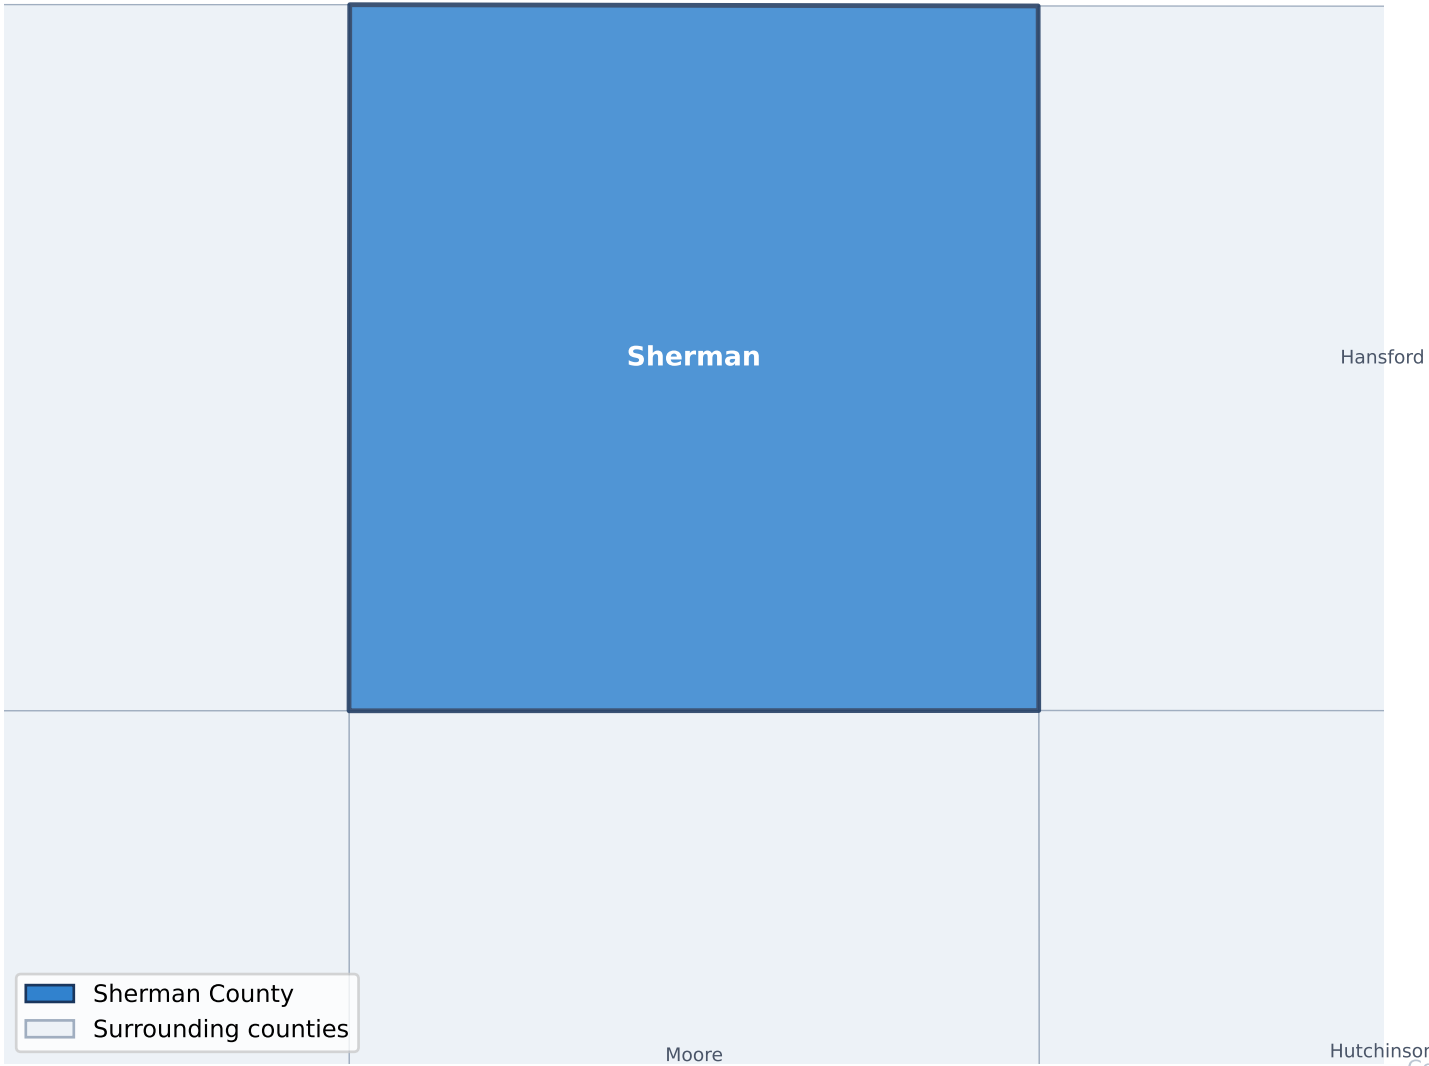 Sherman
Hansford
Sherman County
Surrounding counties
Moore